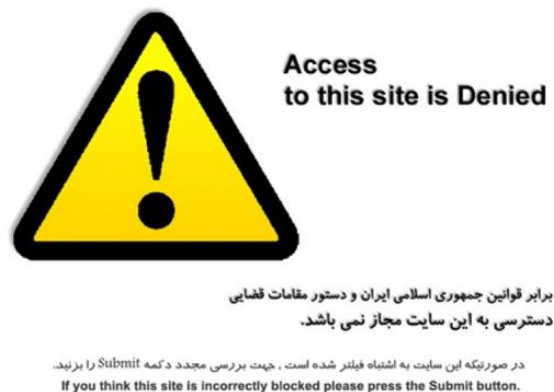 Access
to this site is Denied
برابر قوانین جمهوری اسلامی ایران و دستور مقامات قضایی
دسترسی به این سایت مجاز نمی باشد.
در صورتیکه این سایت به اشتباه فیلتر شده است , جهت بررسی مجدد دکمه Submit را بزنید.
If you think this site is incorrectly blocked please press the Submit button.